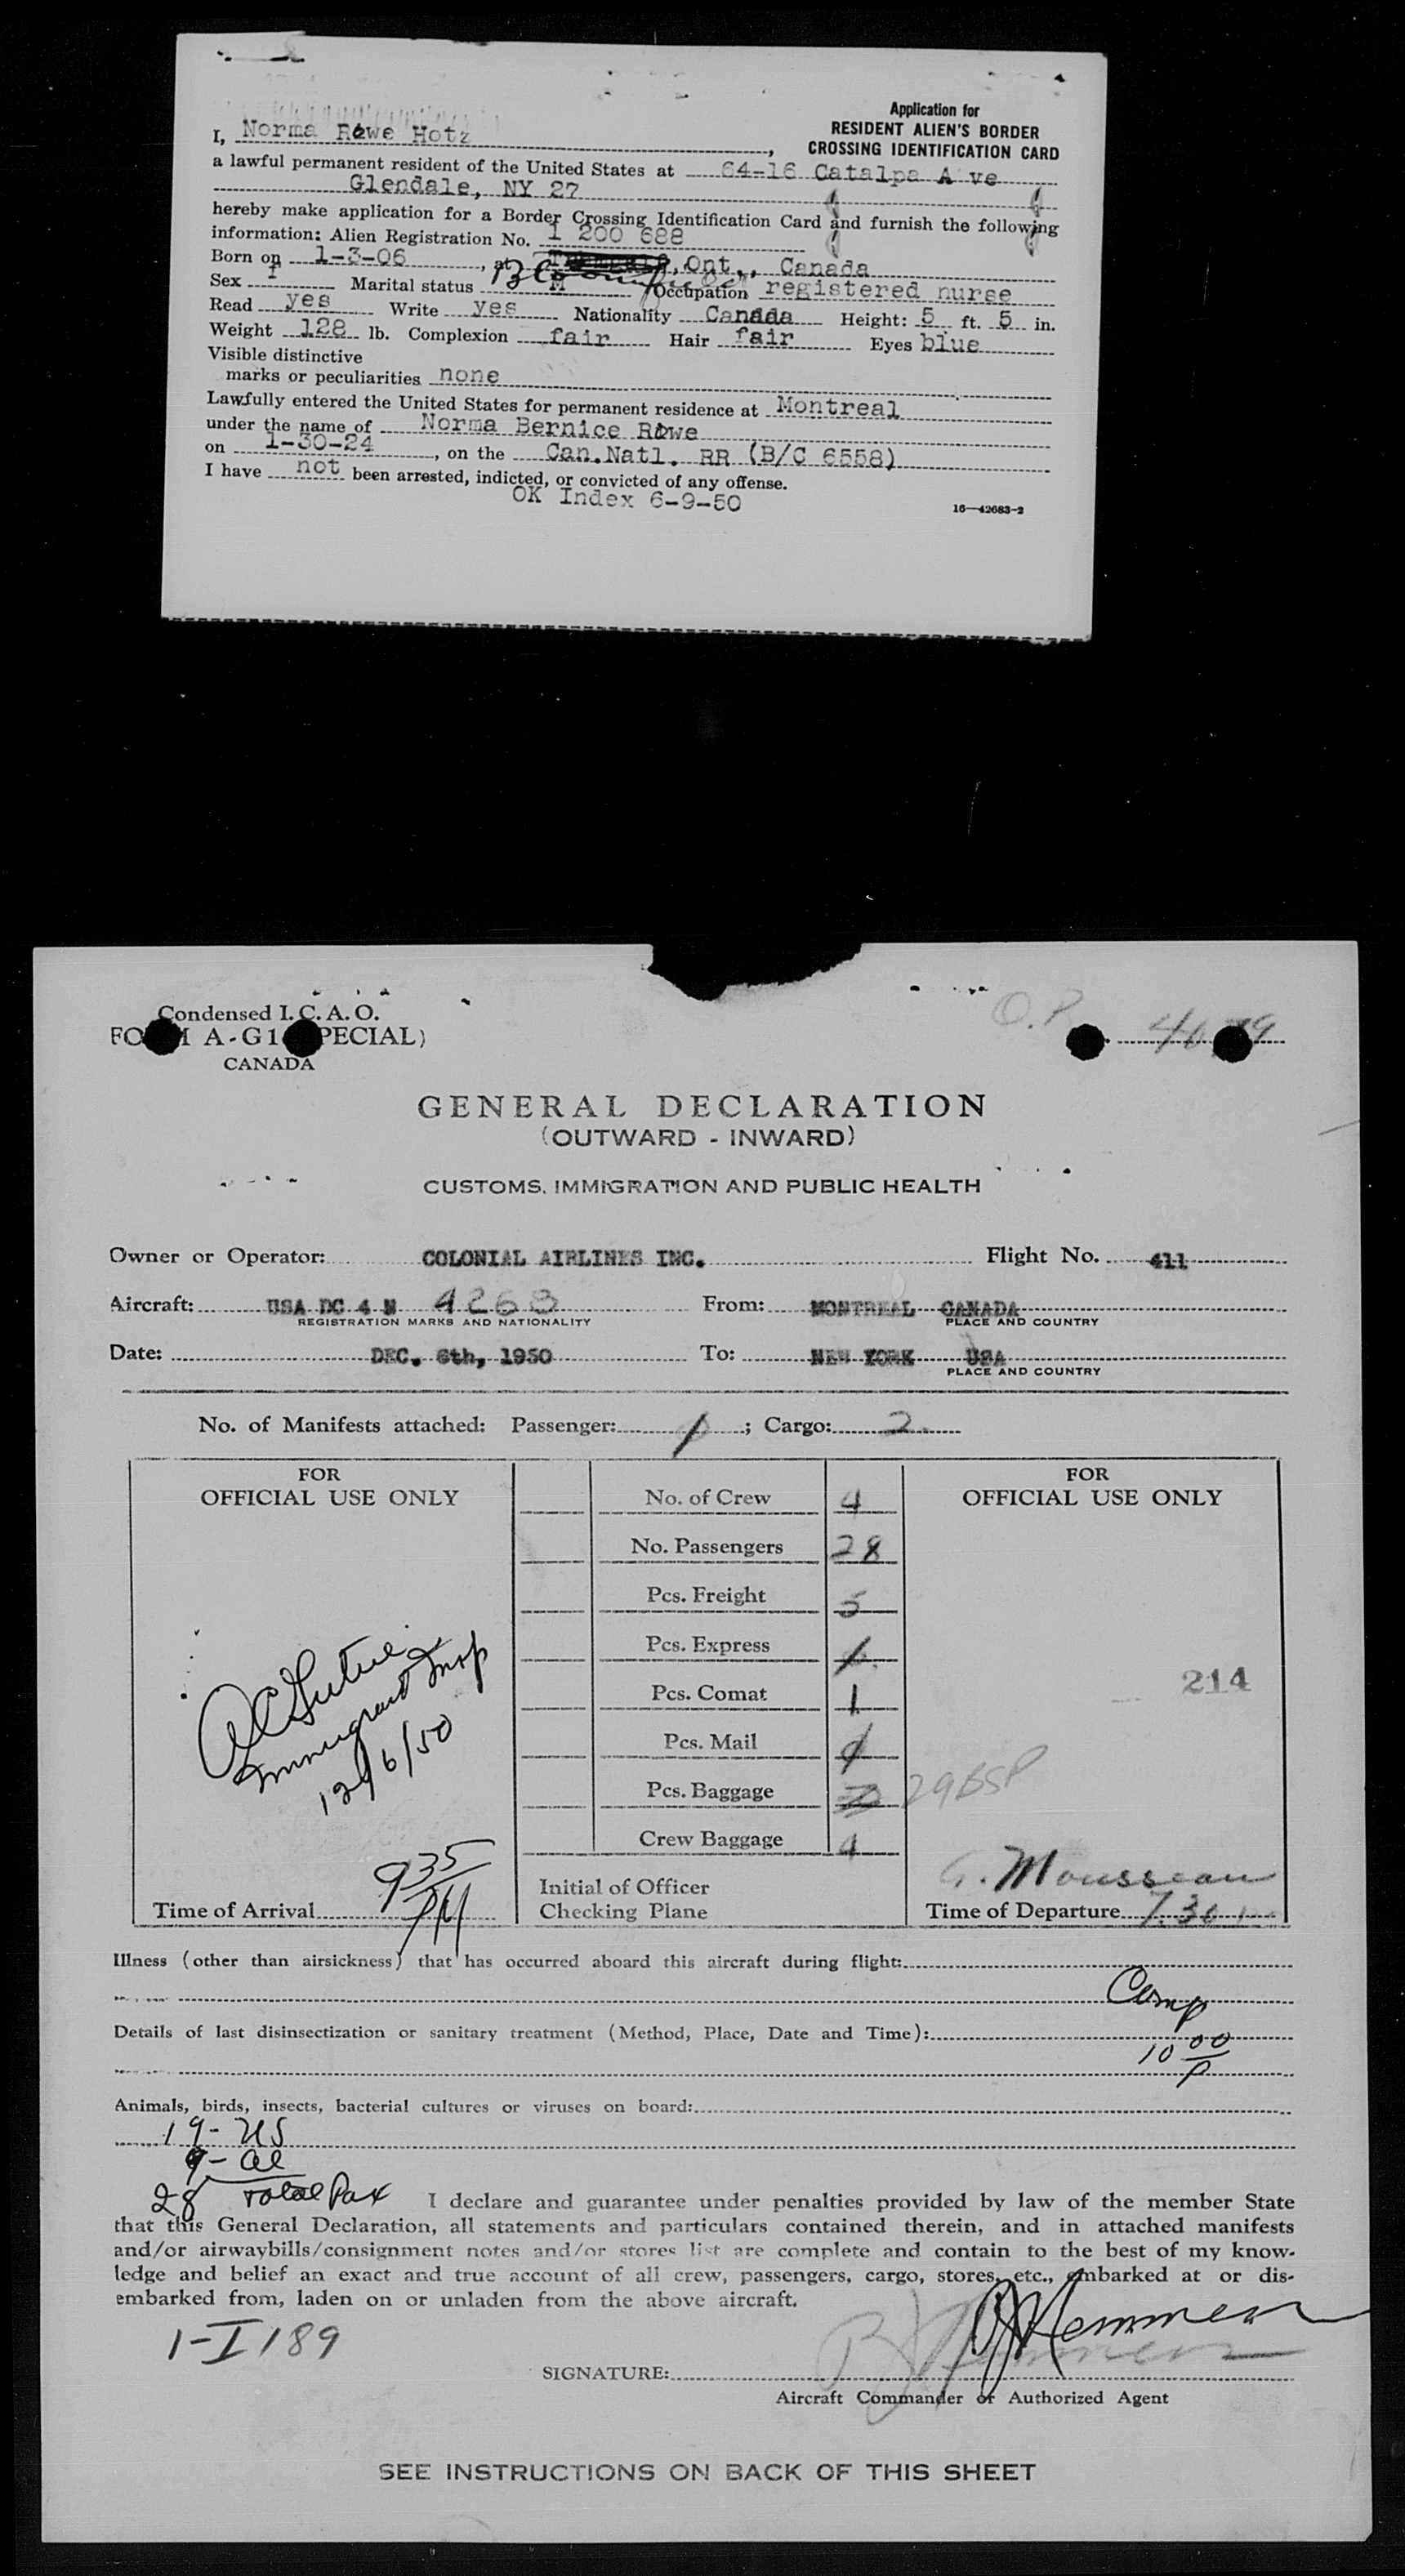 Application for
RESIDENT ALIEN'S BORDER
CROSSING IDENTIFICATION CARD
I, Norma Rowe Hotz,
a lawful permanent resident of the United States at 64-16 Catalpa A ve
Glendale, NY 27
hereby make application for a Border Crossing Identification Card and furnish the following
information: Alien Registration No. 1 200 688
Born on 1-3-06, at Bloomfield, Ont., Canada
Sex F Marital status M Occupation registered nurse
Read yes Write yes Nationality Canada Height: 5 ft. 5 in.
Weight 128 lb. Complexion fair Hair fair Eyes blue
Visible distinctive
marks or peculiarities none
Lawfully entered the United States for permanent residence at Montreal
under the name of Norma Bernice Rowe
on 1-30-24, on the Can.Natl. RR (B/C 6558)
I have not been arrested, indicted, or convicted of any offense.
OK Index 6-9-50
16—42683-2
Condensed I.C.A.O.
A-G1 PECIAL)
CANADA
O.P.
GENERAL DECLARATION
(OUTWARD - INWARD)
CUSTOMS, IMMIGRATION AND PUBLIC HEALTH
Owner or Operator: COLONIAL AIRLINES INC. Flight No. 411
Aircraft: USA DC 4 N 4263 From: MONTREAL CANADA
REGISTRATION MARKS AND NATIONALITY PLACE AND COUNTRY
Date: DEC. 6th, 1950 To: NEW YORK USA
PLACE AND COUNTRY
No. of Manifests attached: Passenger: 1; Cargo: 2
FOR
OFFICIAL USE ONLY
No. of Crew 4
No. Passengers 28
Pcs. Freight 5
Pcs. Express
Pcs. Comat 1
Pcs. Mail
Pcs. Baggage 29 BSP
Crew Baggage 4
Immigrant Insp
12/6/50
Time of Arrival 9 35 PM
Initial of Officer
Checking Plane
FOR
OFFICIAL USE ONLY
214
G. Mousseau
Time of Departure 7.30
Illness (other than airsickness) that has occurred aboard this aircraft during flight:
Comp
Details of last disinsectization or sanitary treatment (Method, Place, Date and Time):
10 00 P
Animals, birds, insects, bacterial cultures or viruses on board:
19 - US
9 - Al
28 Total Pax
I declare and guarantee under penalties provided by law of the member State
that this General Declaration, all statements and particulars contained therein, and in attached manifests
and/or airwaybills/consignment notes and/or stores list are complete and contain to the best of my know-
ledge and belief an exact and true account of all crew, passengers, cargo, stores, etc., embarked at or dis-
embarked from, laden on or unladen from the above aircraft.
1-I 189
SIGNATURE:
Aircraft Commander or Authorized Agent
SEE INSTRUCTIONS ON BACK OF THIS SHEET